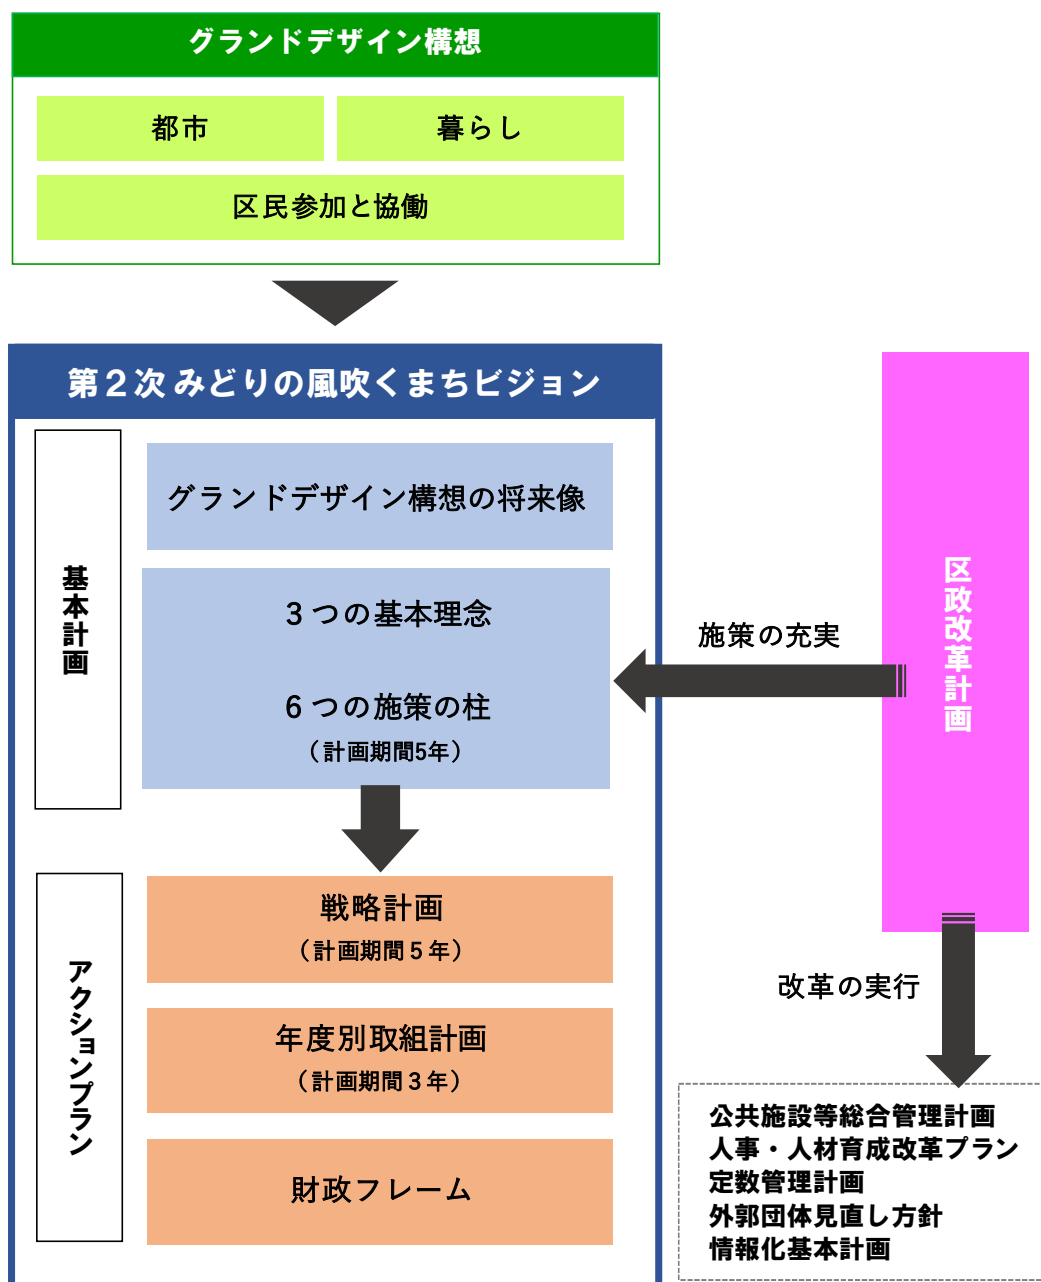 グランドデザイン構想
都市
暮らし
区民参加と協働
第２次 みどりの風吹くまちビジョン
基本計画
グランドデザイン構想の将来像
３つの基本理念
６つの施策の柱
（計画期間5年）
施策の充実
区政改革計画
アクションプラン
戦略計画
（計画期間５年）
年度別取組計画
（計画期間３年）
財政フレーム
改革の実行
公共施設等総合管理計画
人事・人材育成改革プラン
定数管理計画
外郭団体見直し方針
情報化基本計画